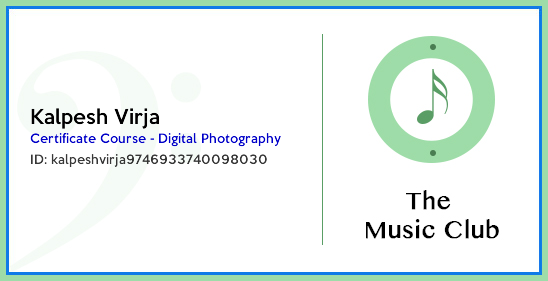 Kalpesh Virja
Certificate Course - Digital Photography
ID: kalpeshvirja9746933740098030
The
Music Club